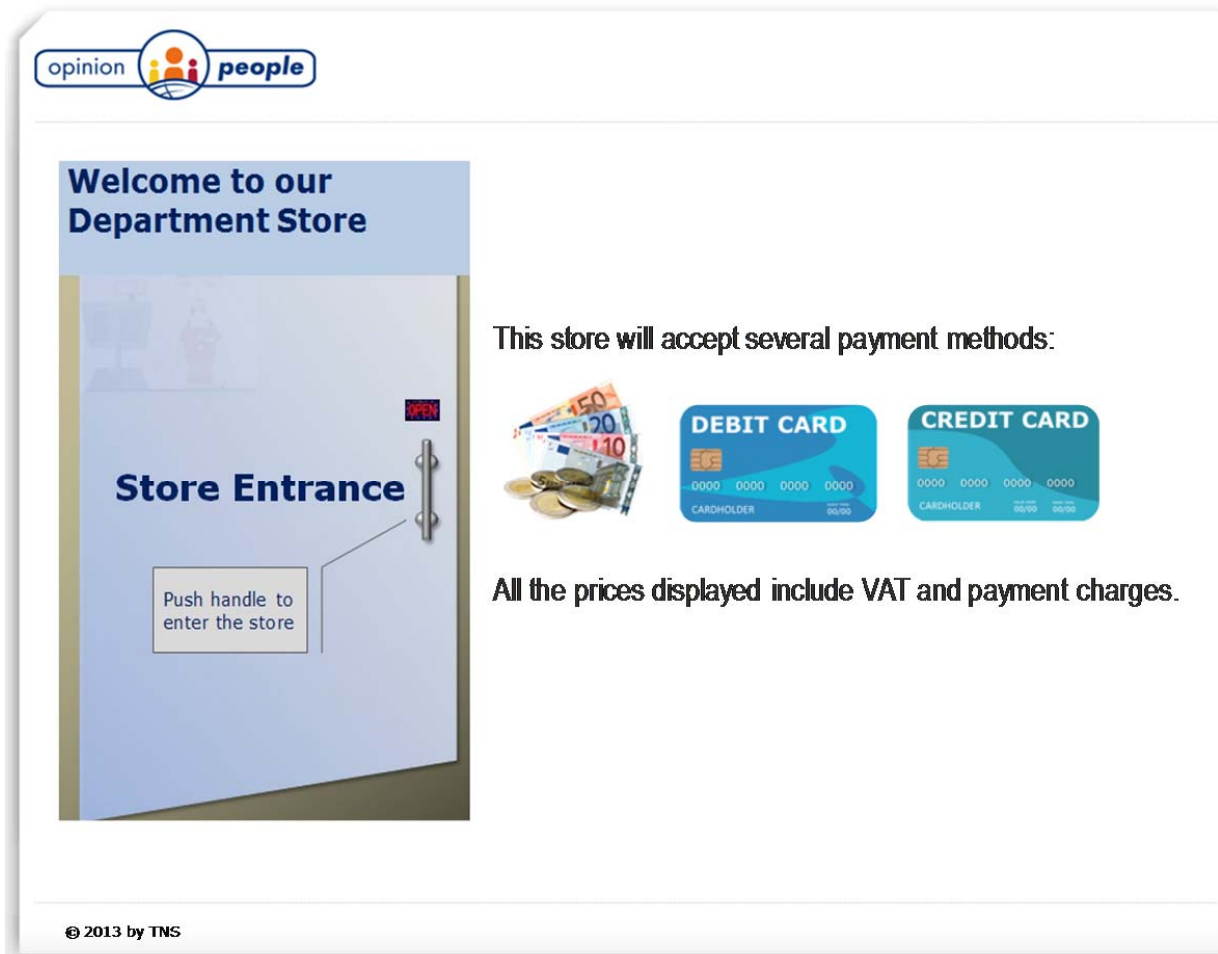 opinion people
Welcome to our
Department Store
OPEN
Store Entrance
Push handle to
enter the store
This store will accept several payment methods:
50
20
10
DEBIT CARD
0000 0000 0000 0000
CARDHOLDER 00/00
CREDIT CARD
0000 0000 0000 0000
CARDHOLDER 00/00 00/00
All the prices displayed include VAT and payment charges.
© 2013 by TNS